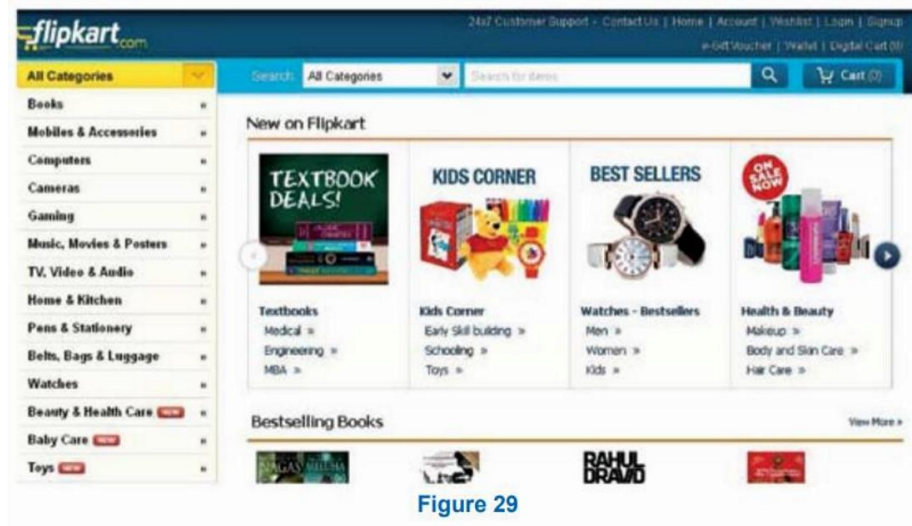 flipkart.com
24x7 Customer Support - Contact Us | Home | Account | Wishlist | Login | Signup
e-Gift Voucher | Wallet | Digital Cart (0)
All Categories
Search All Categories Search for items Cart (0)
Books
Mobiles & Accessories
Computers
Cameras
Gaming
Music, Movies & Posters
TV, Video & Audio
Home & Kitchen
Pens & Stationery
Belts, Bags & Luggage
Watches
Beauty & Health Care NEW
Baby Care NEW
Toys NEW
New on Flipkart
TEXTBOOK
DEALS!
Textbooks
Medical »
Engineering »
MBA »
KIDS CORNER
Kids Corner
Early Skill building »
Schooling »
Toys »
BEST SELLERS
Watches - Bestsellers
Men »
Women »
Kids »
ON
SALE
NOW
Health & Beauty
Makeup »
Body and Skin Care »
Hair Care »
Bestselling Books
View More »
NAGAS
MELUHA
RAHUL
DRAVID
Figure 29